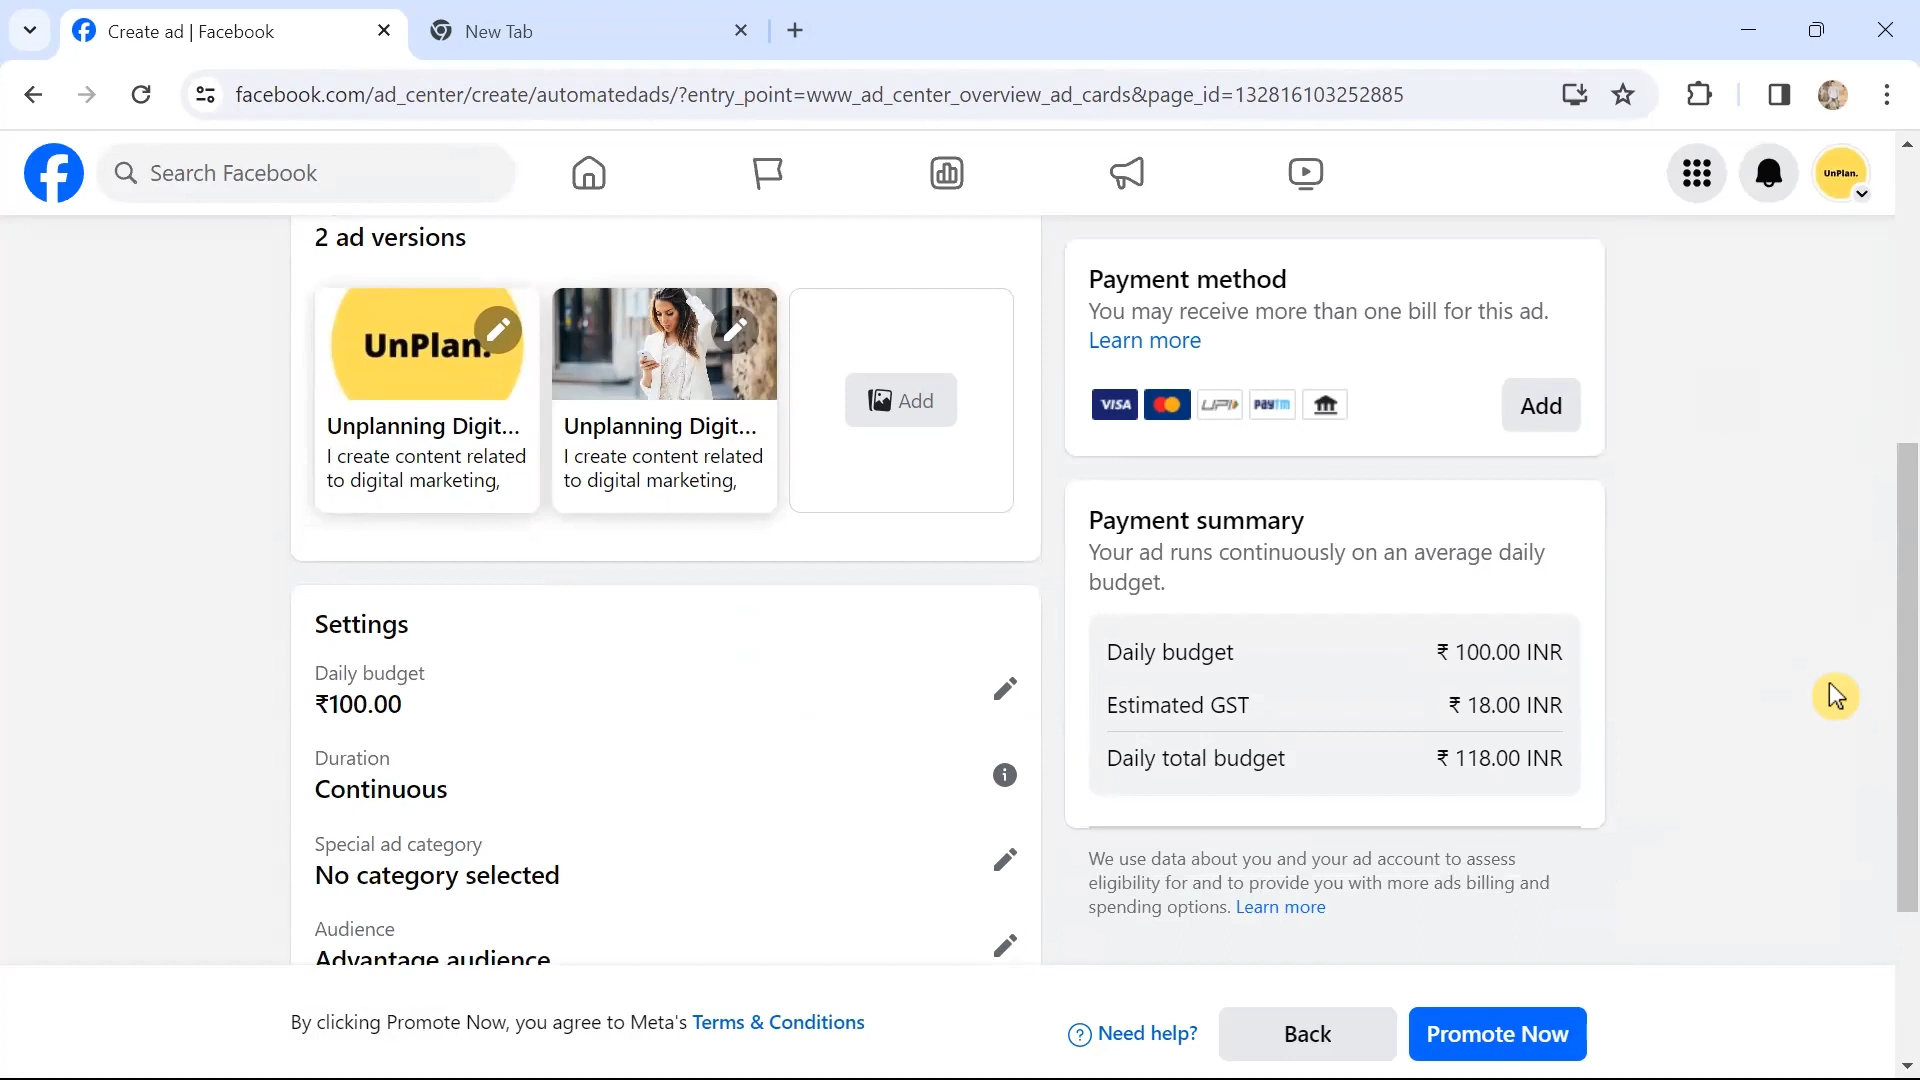 Create ad | Facebook
New Tab
facebook.com/ad_center/create/automatedads/?entry_point=www_ad_center_overview_ad_cards&page_id=132816103252885
Search Facebook
UnPlan.
2 ad versions
UnPlan.
Unplanning Digit...
I create content related
to digital marketing,
Unplanning Digit...
I create content related
to digital marketing,
Add
Settings
Daily budget
₹100.00
Duration
Continuous
Special ad category
No category selected
Audience
Advantage audience
Payment method
You may receive more than one bill for this ad.
Learn more
VISA
UPI
paytm
Add
Payment summary
Your ad runs continuously on an average daily
budget.
Daily budget ₹ 100.00 INR
Estimated GST ₹ 18.00 INR
Daily total budget ₹ 118.00 INR
We use data about you and your ad account to assess
eligibility for and to provide you with more ads billing and
spending options. Learn more
By clicking Promote Now, you agree to Meta's Terms & Conditions
? Need help?
Back
Promote Now